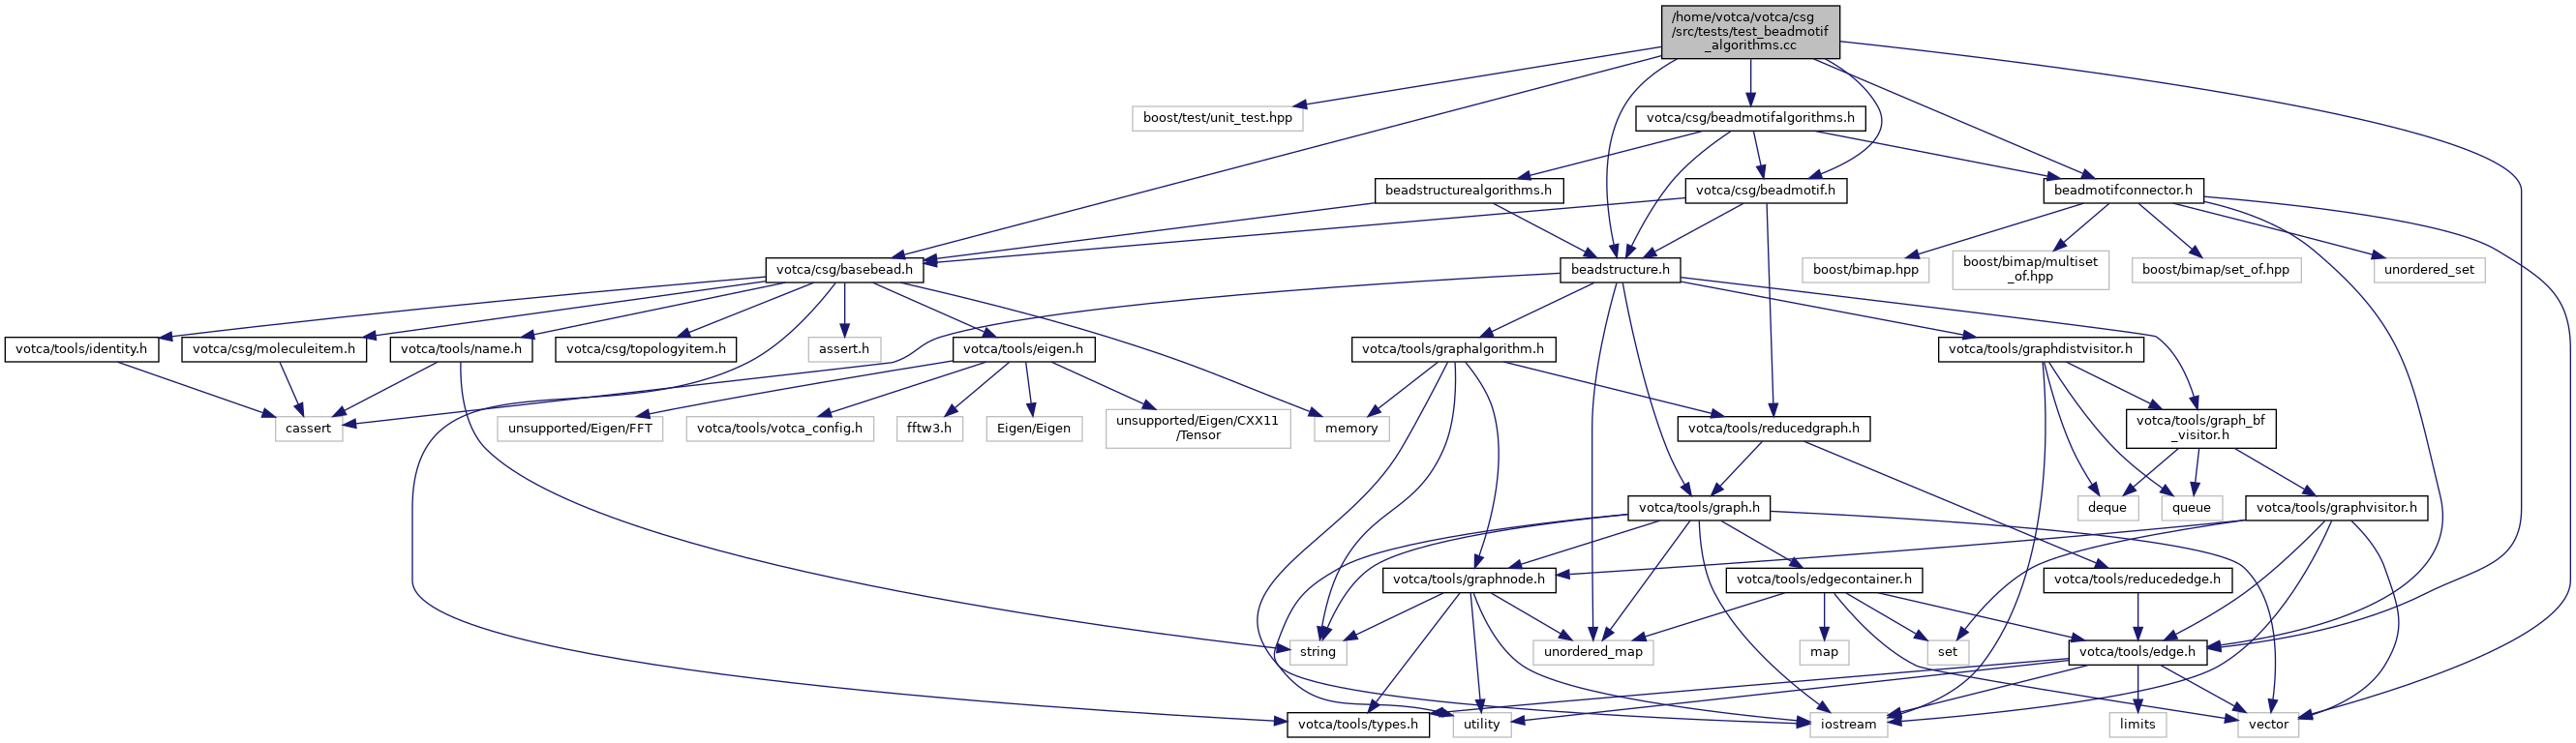 /home/votca/votca/csg
/src/tests/test_beadmotif
_algorithms.cc
boost/test/unit_test.hpp
votca/csg/beadmotifalgorithms.h
beadstructurealgorithms.h
votca/csg/beadmotif.h
beadmotifconnector.h
votca/csg/basebead.h
beadstructure.h
boost/bimap.hpp
boost/bimap/multiset
_of.hpp
boost/bimap/set_of.hpp
unordered_set
votca/tools/identity.h
votca/csg/moleculeitem.h
votca/tools/name.h
votca/csg/topologyitem.h
assert.h
votca/tools/eigen.h
votca/tools/graphalgorithm.h
votca/tools/graphdistvisitor.h
cassert
unsupported/Eigen/FFT
votca/tools/votca_config.h
fftw3.h
Eigen/Eigen
unsupported/Eigen/CXX11
/Tensor
memory
votca/tools/reducedgraph.h
votca/tools/graph_bf
_visitor.h
votca/tools/graph.h
deque
queue
votca/tools/graphvisitor.h
votca/tools/graphnode.h
votca/tools/edgecontainer.h
votca/tools/reducededge.h
string
unordered_map
map
set
votca/tools/edge.h
votca/tools/types.h
utility
iostream
limits
vector